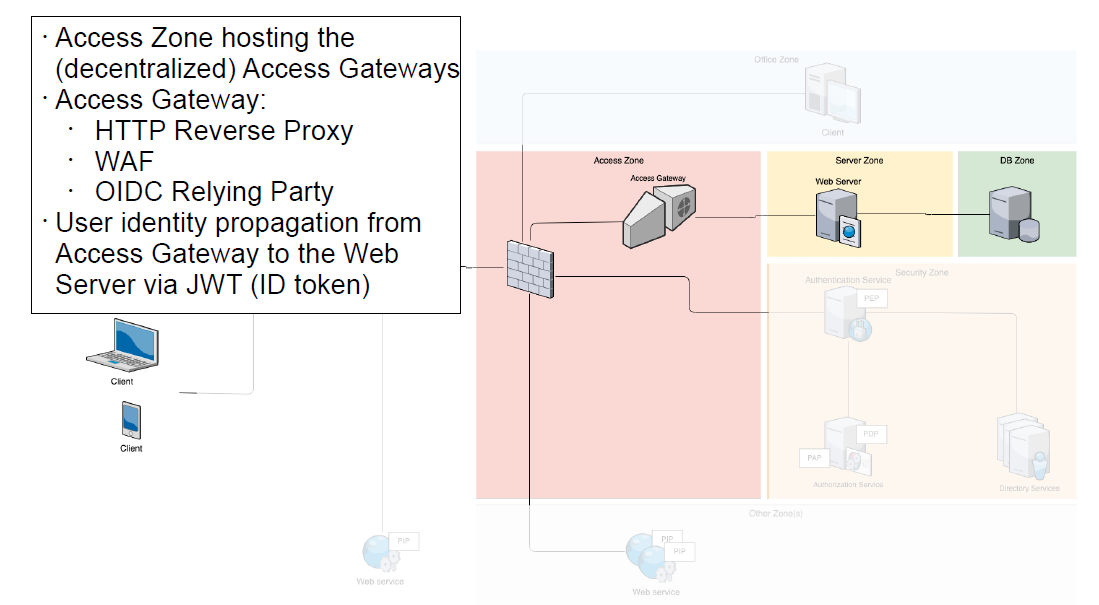 · Access Zone hosting the
(decentralized) Access Gateways
· Access Gateway:
· HTTP Reverse Proxy
· WAF
· OIDC Relying Party
· User identity propagation from
Access Gateway to the Web
Server via JWT (ID token)
Office Zone
Client
Access Zone
Server Zone
DB Zone
Access Gateway
Web Server
Security Zone
Authentication Service
PEP
Client
Client
PDP
PAP
Authorization Service
Directory Services
Other Zone(s)
PIP
Web service
PIP
PIP
Web service